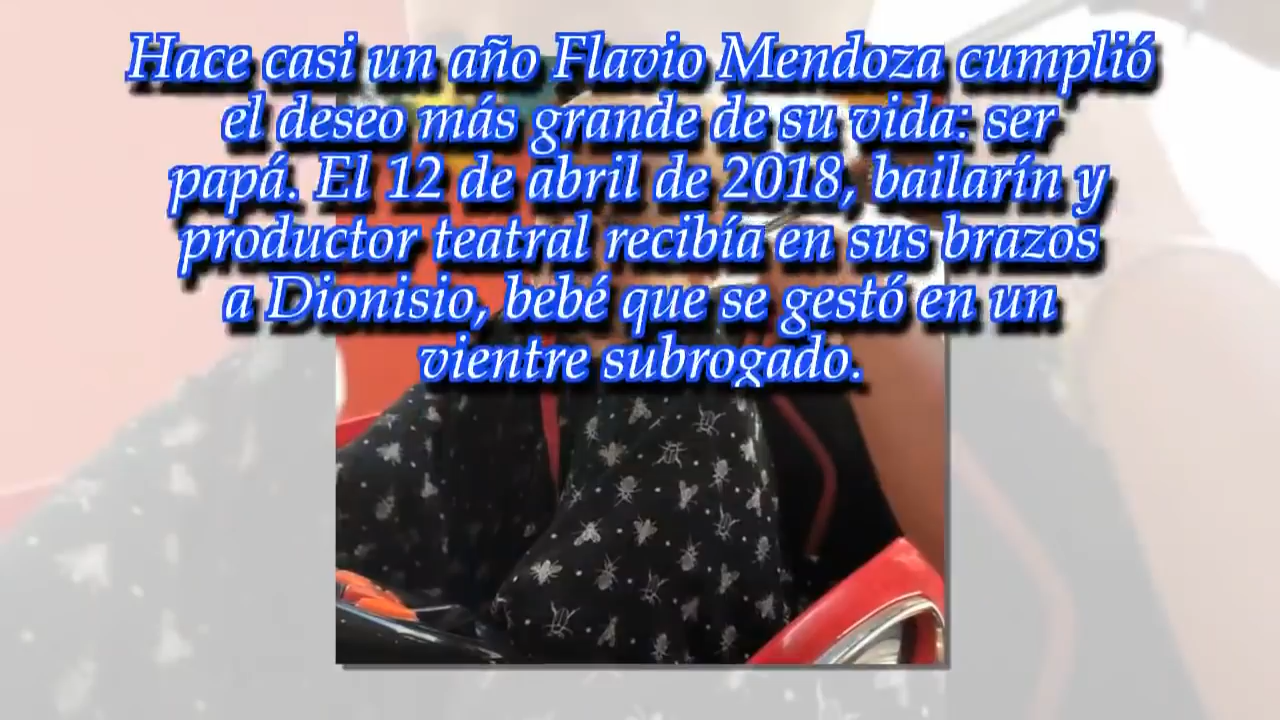 Hace casi un año Flavio Mendoza cumplió
el deseo más grande de su vida: ser
papá. El 12 de abril de 2018, bailarín y
productor teatral recibía en sus brazos
a Dionisio, bebé que se gestó en un
vientre subrogado.